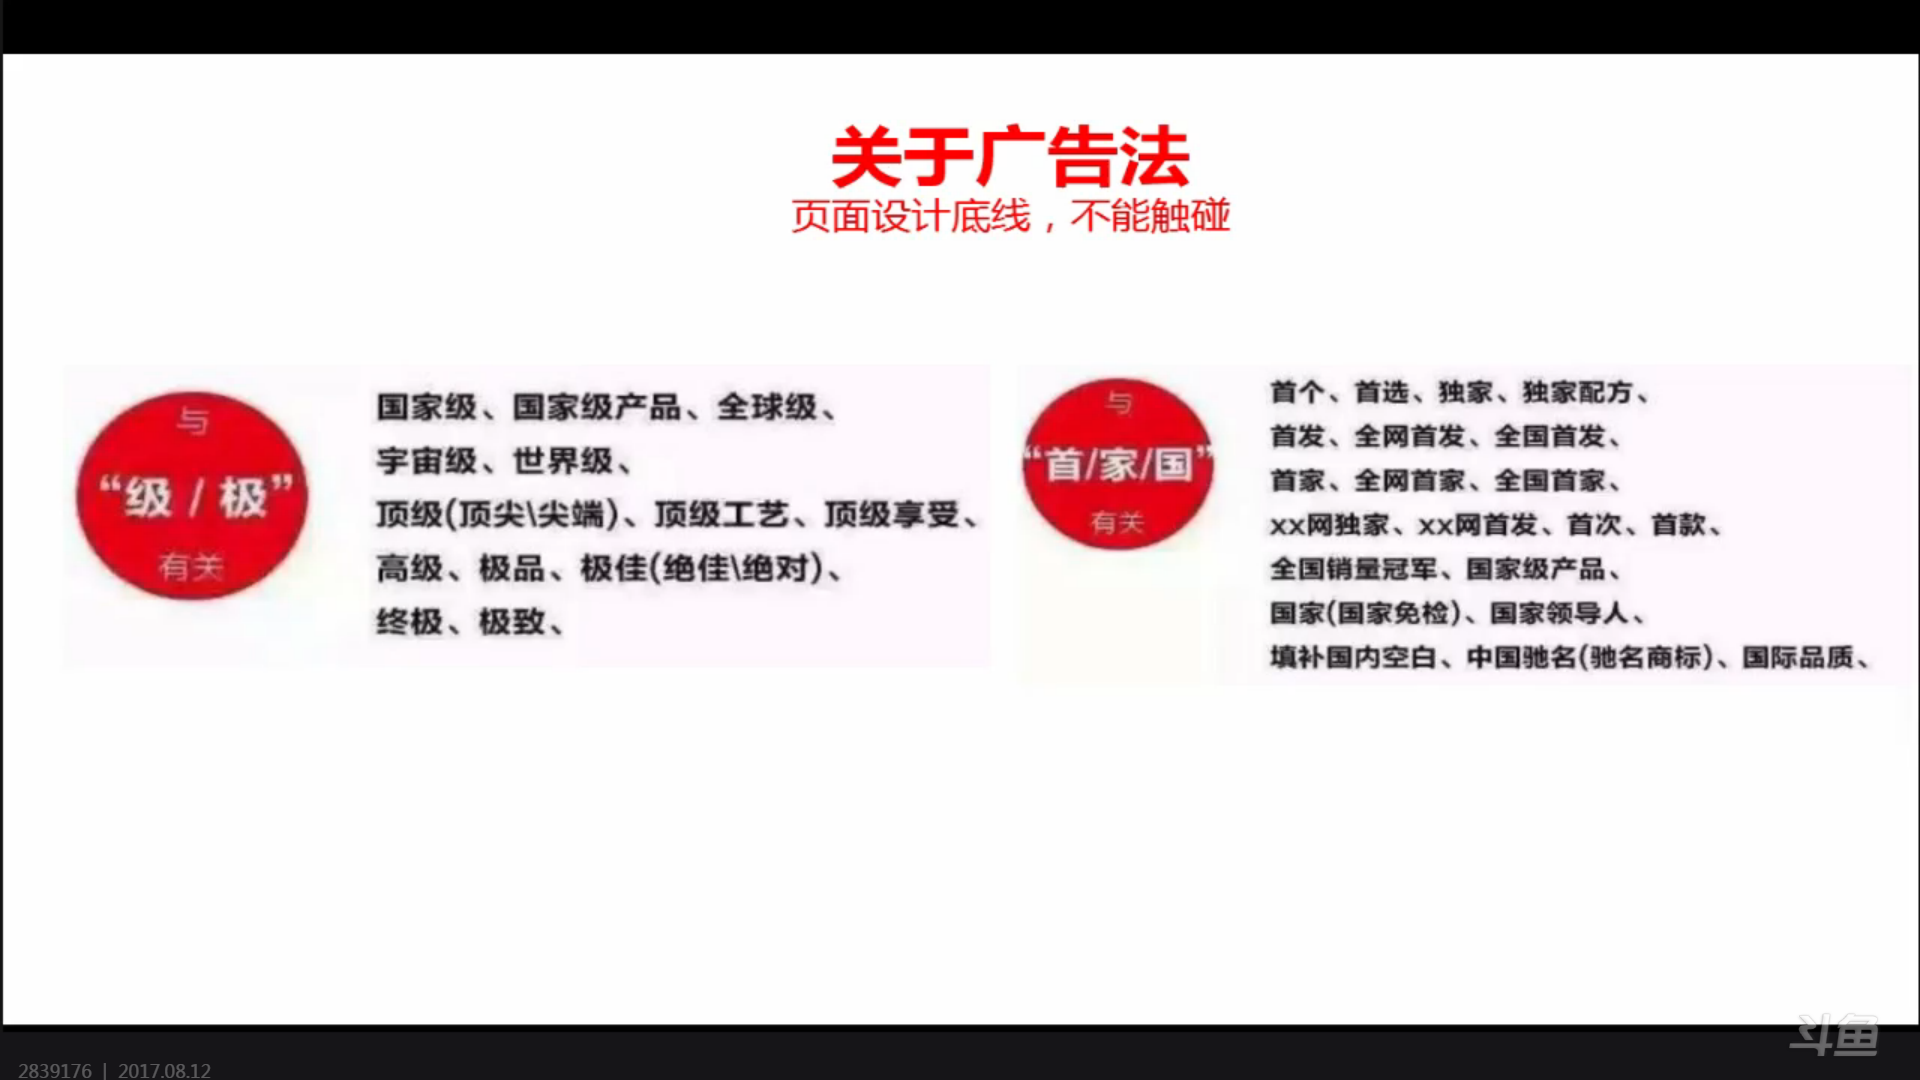 关于广告法
页面设计底线，不能触碰
与
“级 / 极”
有关
国家级、国家级产品、全球级、
宇宙级、世界级、
顶级(顶尖\尖端)、顶级工艺、顶级享受、
高级、极品、极佳(绝佳\绝对)、
终极、极致、
与
“首/家/国”
有关
首个、首选、独家、独家配方、
首发、全网首发、全国首发、
首家、全网首家、全国首家、
xx网独家、xx网首发、首次、首款、
全国销量冠军、国家级产品、
国家(国家免检)、国家领导人、
填补国内空白、中国驰名(驰名商标)、国际品质、
斗鱼
2839176 | 2017.08.12